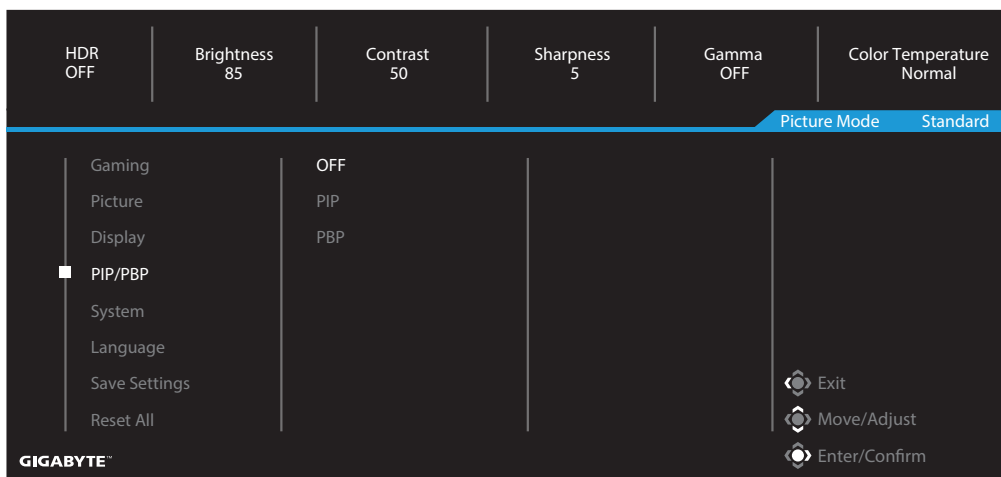 HDR Brightness Contrast Sharpness Gamma Color Temperature
OFF 85 50 5 OFF Normal
Picture Mode Standard
Gaming OFF
Picture PIP
Display PBP
PIP/PBP
System
Language
Save Settings Exit
Reset All Move/Adjust
GIGABYTE™ Enter/Confirm